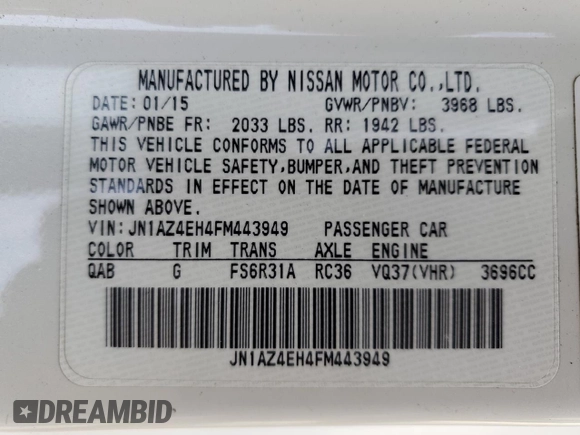 MANUFACTURED BY NISSAN MOTOR CO.,LTD.
DATE: 01/15 GVWR/PNBV: 3968 LBS.
GAWR/PNBE FR: 2033 LBS. RR: 1942 LBS.
THIS VEHICLE CONFORMS TO ALL APPLICABLE FEDERAL
MOTOR VEHICLE SAFETY,BUMPER,AND THEFT PREVENTION
STANDARDS IN EFFECT ON THE DATE OF MANUFACTURE
SHOWN ABOVE.
VIN: JN1AZ4EH4FM443949 PASSENGER CAR
COLOR TRIM TRANS AXLE ENGINE
QAB G FS6R31A RC36 VQ37(VHR) 3696CC
JN1AZ4EH4FM443949
DREAMBID